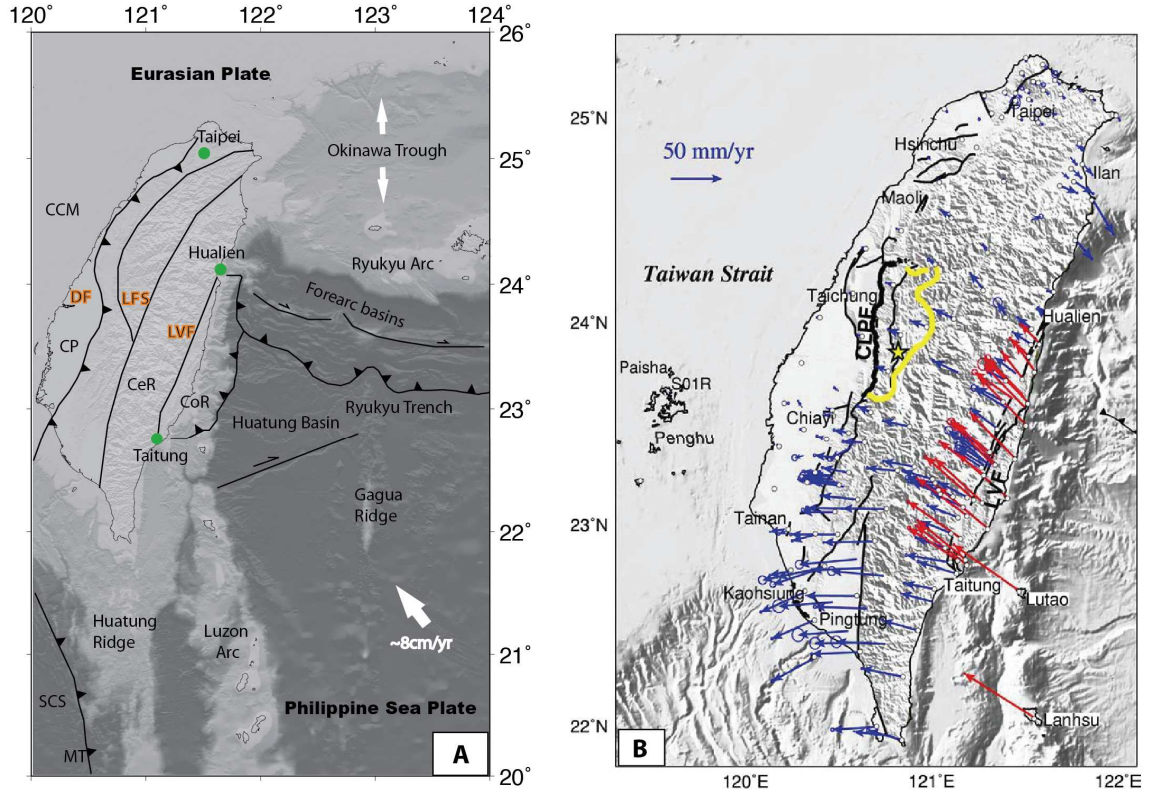 120° 121° 122° 123° 124°
26°
Eurasian Plate
Okinawa Trough
Taipei
25°
CCM
Hualien
Ryukyu Arc
24°
DF
LFS
LVF
Forearc basins
CP
CeR
CoR
Ryukyu Trench
23°
Huatung Basin
Taitung
Gagua
Ridge
22°
~8cm/yr
Huatung
Ridge
Luzon
Arc
21°
SCS
Philippine Sea Plate
MT
A
20°
25°N
Taipei
Hsinchu
50 mm/yr
Ilan
Maoli
Taiwan Strait
Taichung
24°N
Hualien
CLPF
Paisha
S01R
Chiayi
Penghu
LVF
Tainan
23°N
Taitung
Kaohsiung
Lutao
Pingtung
Lanhsu
22°N
B
120°E 121°E 122°E